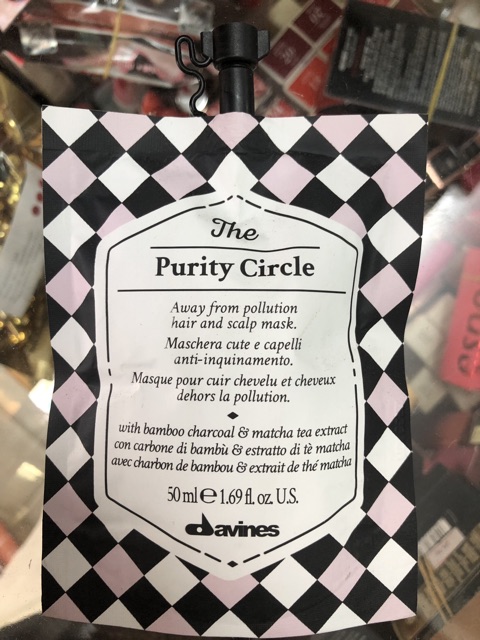 The
Purity Circle
Away from pollution
hair and scalp mask.
Maschera cute e capelli
anti-inquinamento.
Masque pour cuir chevelu et cheveux
dehors la pollution.
with bamboo charcoal & matcha tea extract
con carbone di bambù & estratto di tè matcha
avec charbon de bambou & extrait de thé matcha
50 ml ℮ 1.69 fl. oz. U.S.
davines